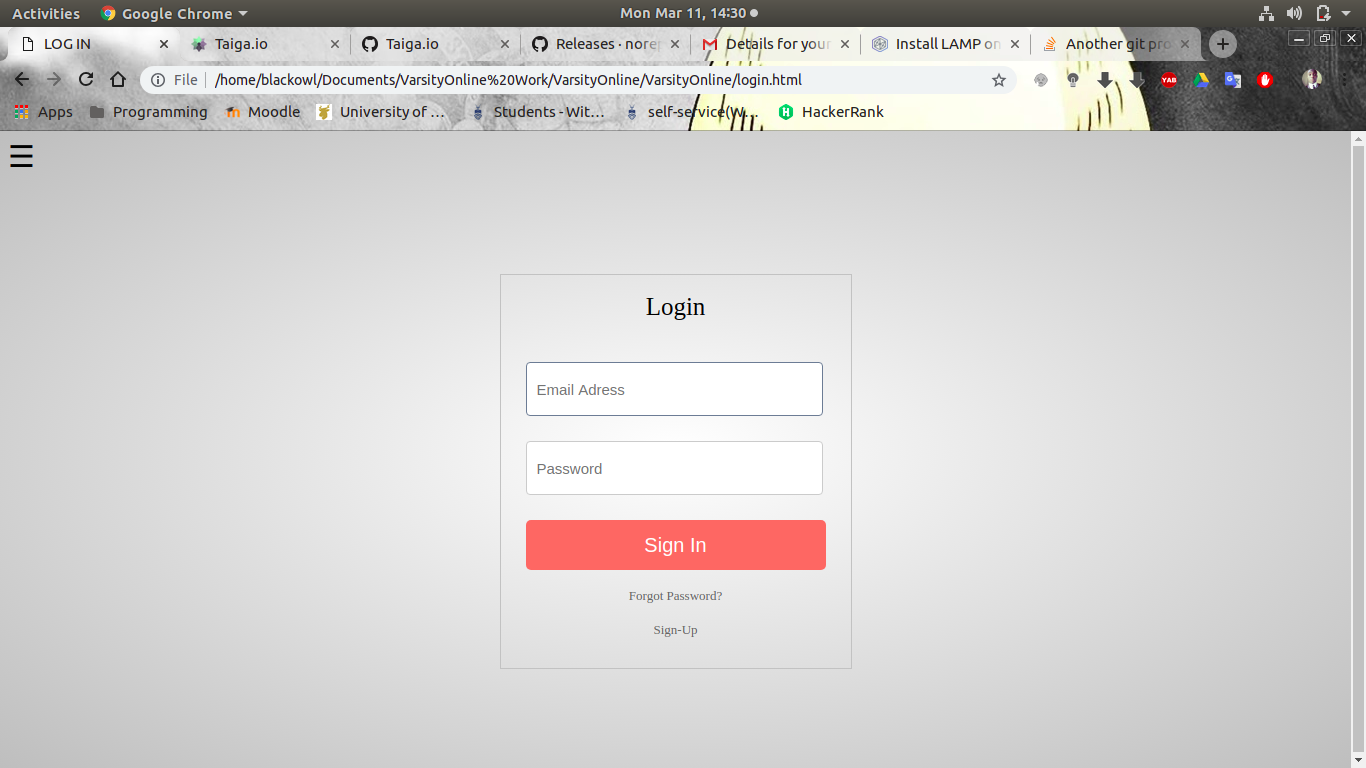 Activities Google Chrome Mon Mar 11, 14:30
LOG IN Taiga.io Taiga.io Releases · norep Details for your Install LAMP on Another git pro
File /home/blackowl/Documents/VarsityOnline%20Work/VarsityOnline/VarsityOnline/login.html YAB
Apps Programming Moodle University of ... Students - Wit... self-service(W... HackerRank
Login
Email Adress
Password
Sign In
Forgot Password?
Sign-Up